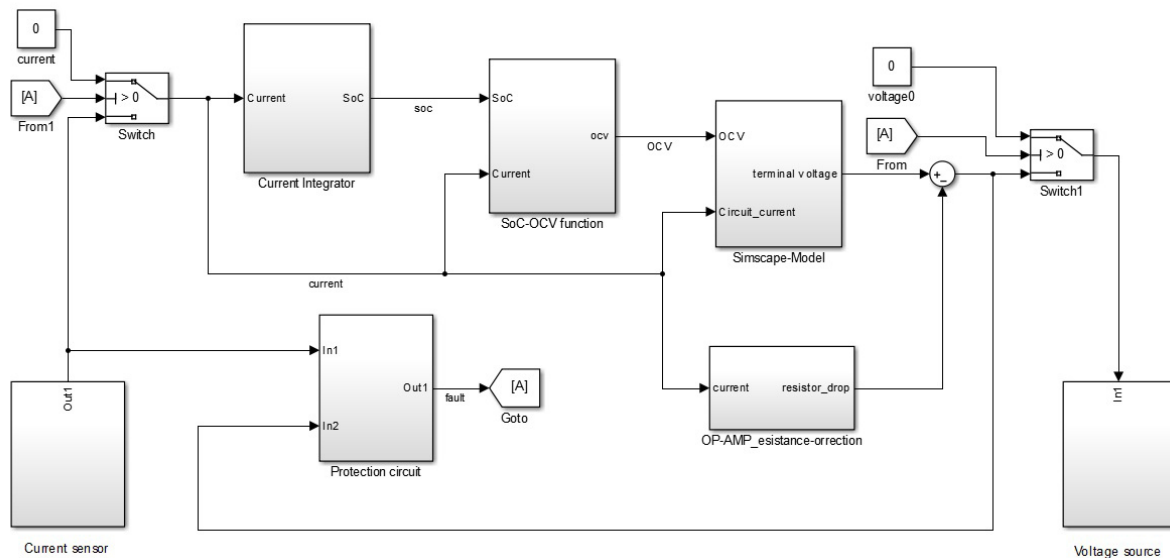 0
current
[A]
From1
> 0
Switch
Current
SoC
Current Integrator
soc
SoC
Current
ocv
SoC-OCV function
OCV
OCV
Circuit_current
terminal voltage
Simscape-Model
0
voltage0
[A]
From
+
-
> 0
Switch1
current
In1
In2
Out1
Protection circuit
fault
[A]
Goto
current
resistor_drop
OP-AMP_esistance-orrection
Out1
Current sensor
In1
Voltage source